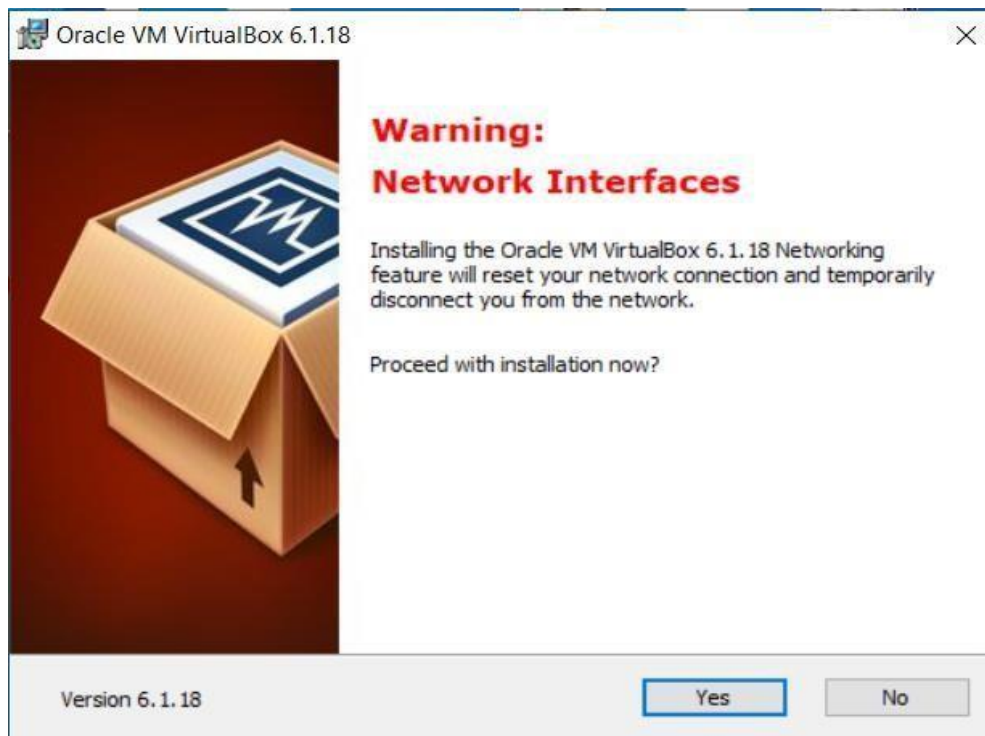 Oracle VM VirtualBox 6.1.18
Warning:
Network Interfaces
Installing the Oracle VM VirtualBox 6.1.18 Networking
feature will reset your network connection and temporarily
disconnect you from the network.
Proceed with installation now?
Version 6.1.18
Yes
No